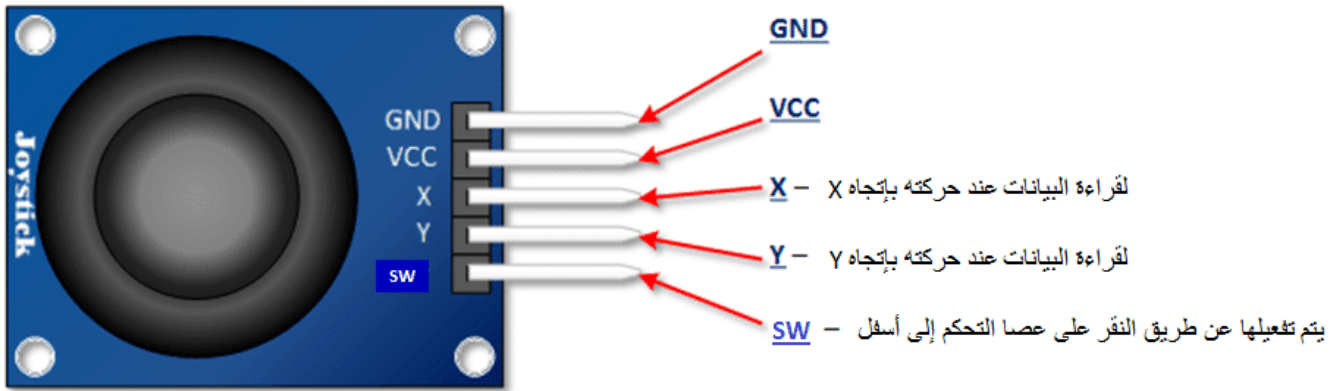 Joystick
GND
VCC
X
Y
SW
GND
VCC
X – لقراءة البيانات عند حركته بإتجاه X
Y – لقراءة البيانات عند حركته بإتجاه Y
SW – يتم تفعيلها عن طريق النقر على عصا التحكم إلى أسفل